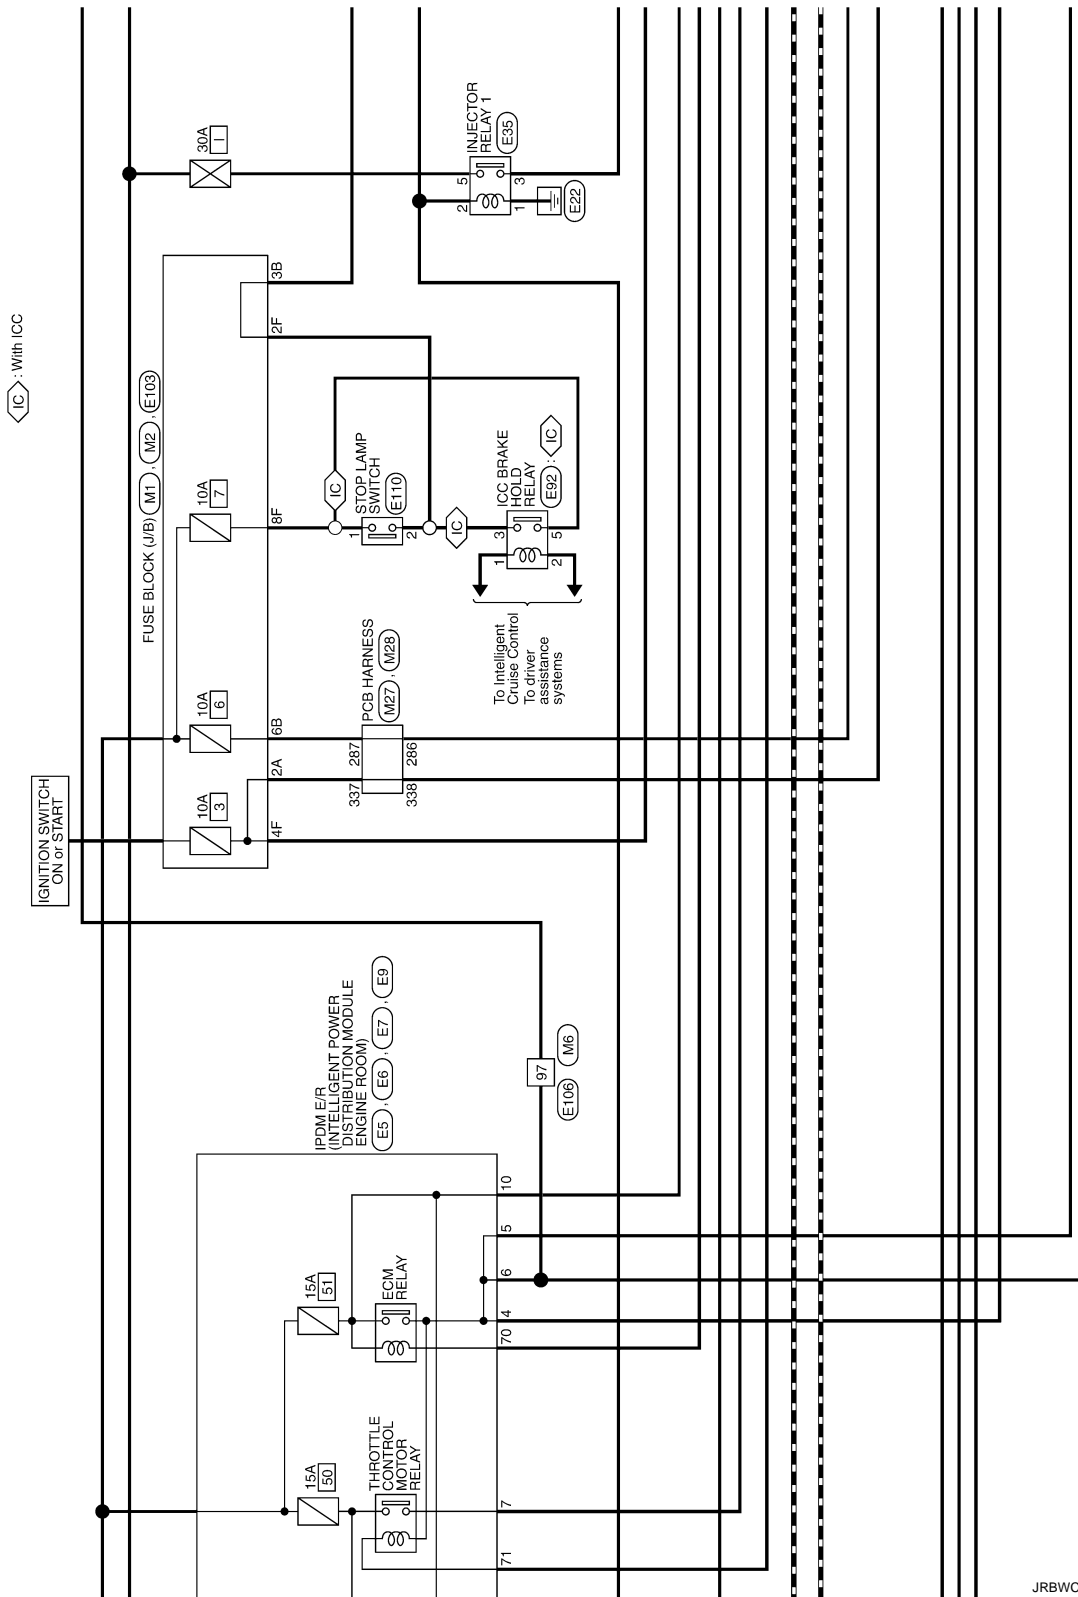 IC : With ICC
30A
I
INJECTOR
RELAY 1
E35
5
3
2
1
E22
FUSE BLOCK (J/B) M1 , M2 , E103
3B
2F
10A
7
8F
IC
STOP LAMP
SWITCH
E110
1
2
IC
ICC BRAKE
HOLD
RELAY
E92 : IC
3
5
1
2
To Intelligent
Cruise Control
To driver
assistance
systems
10A
6
6B
2A
PCB HARNESS
M27 , M28
287
286
337
338
IGNITION SWITCH
ON or START
10A
3
4F
IPDM E/R
(INTELLIGENT POWER
DISTRIBUTION MODULE
ENGINE ROOM)
E5 , E6 , E7 , E9
97
M6
E106
10
5
6
4
70
15A
51
ECM
RELAY
15A
50
THROTTLE
CONTROL
MOTOR
RELAY
7
71
JRBWC